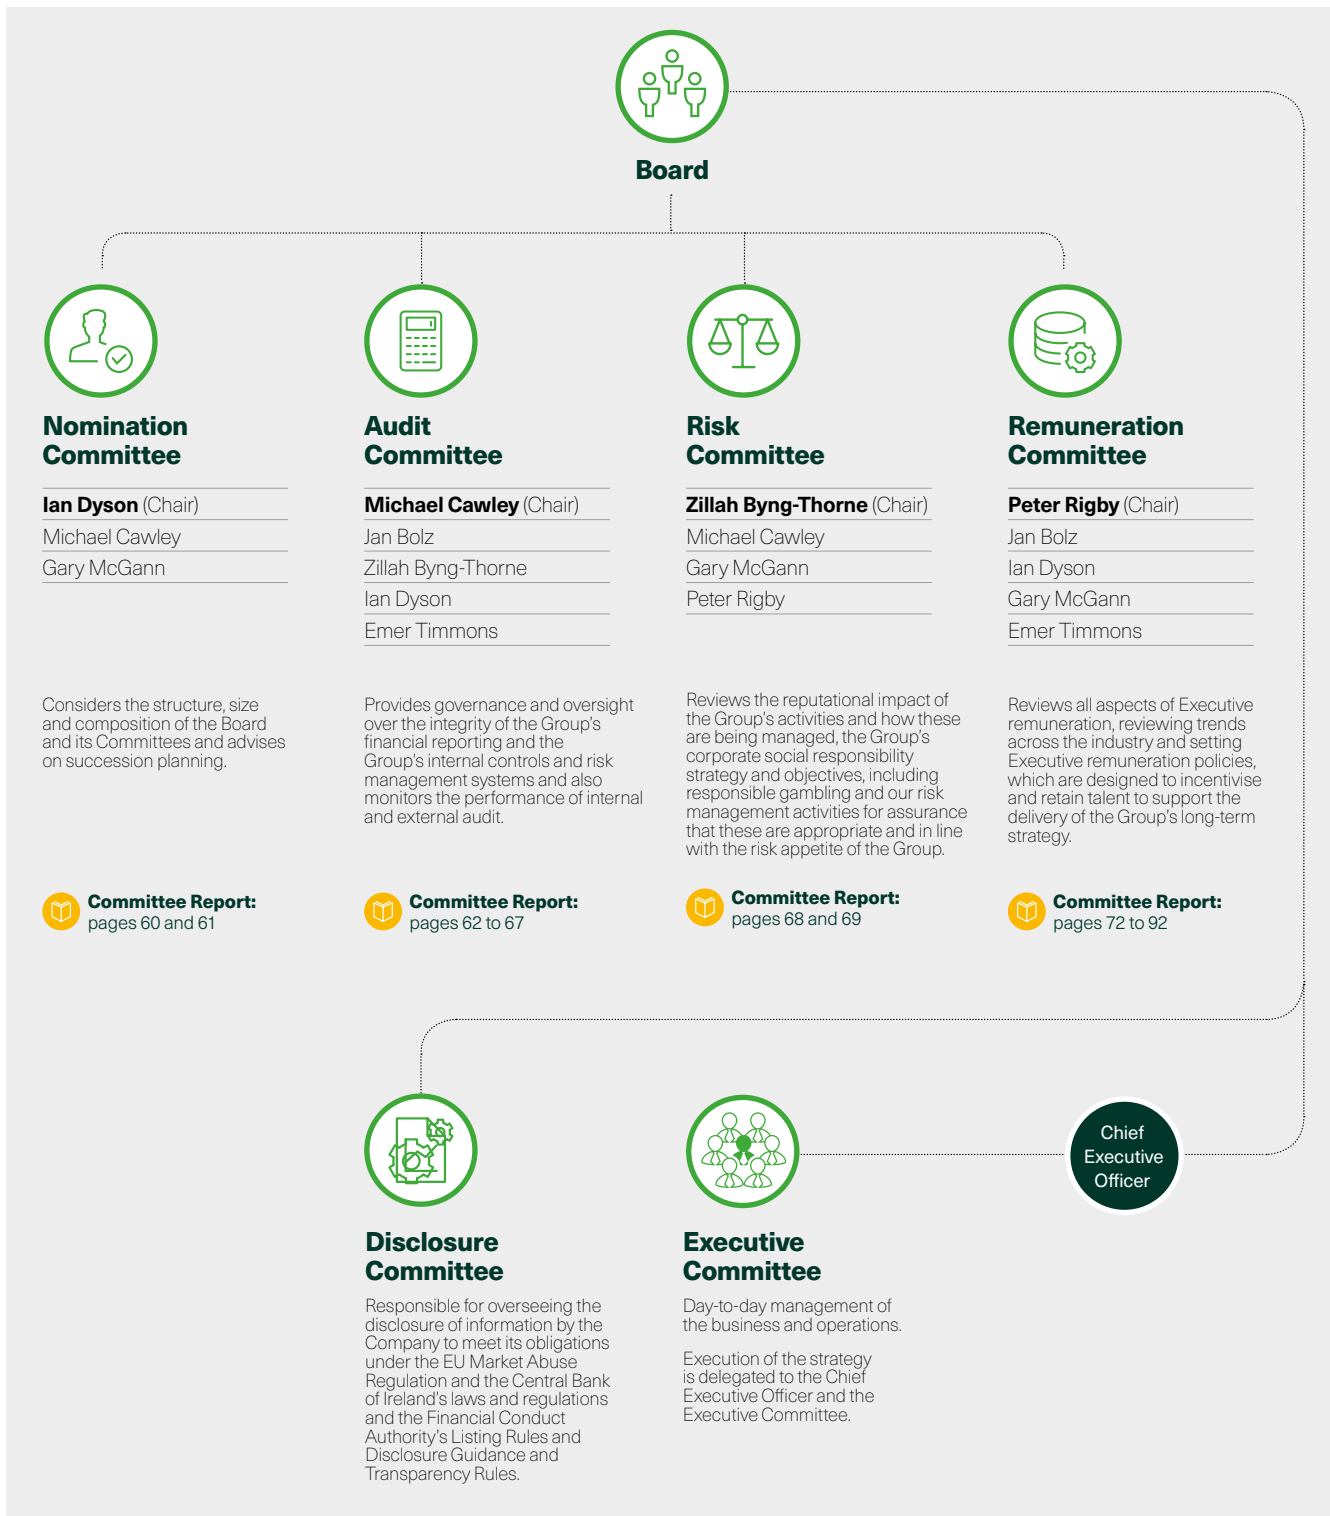 Board
Nomination
Committee
Ian Dyson (Chair)
Michael Cawley
Gary McGann
Considers the structure, size
and composition of the Board
and its Committees and advises
on succession planning.
Committee Report:
pages 60 and 61
Audit
Committee
Michael Cawley (Chair)
Jan Bolz
Zillah Byng-Thorne
Ian Dyson
Emer Timmons
Provides governance and oversight
over the integrity of the Group's
financial reporting and the
Group's internal controls and risk
management systems and also
monitors the performance of internal
and external audit.
Committee Report:
pages 62 to 67
Risk
Committee
Zillah Byng-Thorne (Chair)
Michael Cawley
Gary McGann
Peter Rigby
Reviews the reputational impact of
the Group's activities and how these
are being managed, the Group's
corporate social responsibility
strategy and objectives, including
responsible gambling and our risk
management activities for assurance
that these are appropriate and in line
with the risk appetite of the Group.
Committee Report:
pages 68 and 69
Remuneration
Committee
Peter Rigby (Chair)
Jan Bolz
Ian Dyson
Gary McGann
Emer Timmons
Reviews all aspects of Executive
remuneration, reviewing trends
across the industry and setting
Executive remuneration policies,
which are designed to incentivise
and retain talent to support the
delivery of the Group's long-term
strategy.
Committee Report:
pages 72 to 92
Disclosure
Committee
Responsible for overseeing the
disclosure of information by the
Company to meet its obligations
under the EU Market Abuse
Regulation and the Central Bank
of Ireland's laws and regulations
and the Financial Conduct
Authority's Listing Rules and
Disclosure Guidance and
Transparency Rules.
Executive
Committee
Day-to-day management of
the business and operations.
Execution of the strategy
is delegated to the Chief
Executive Officer and the
Executive Committee.
Chief
Executive
Officer